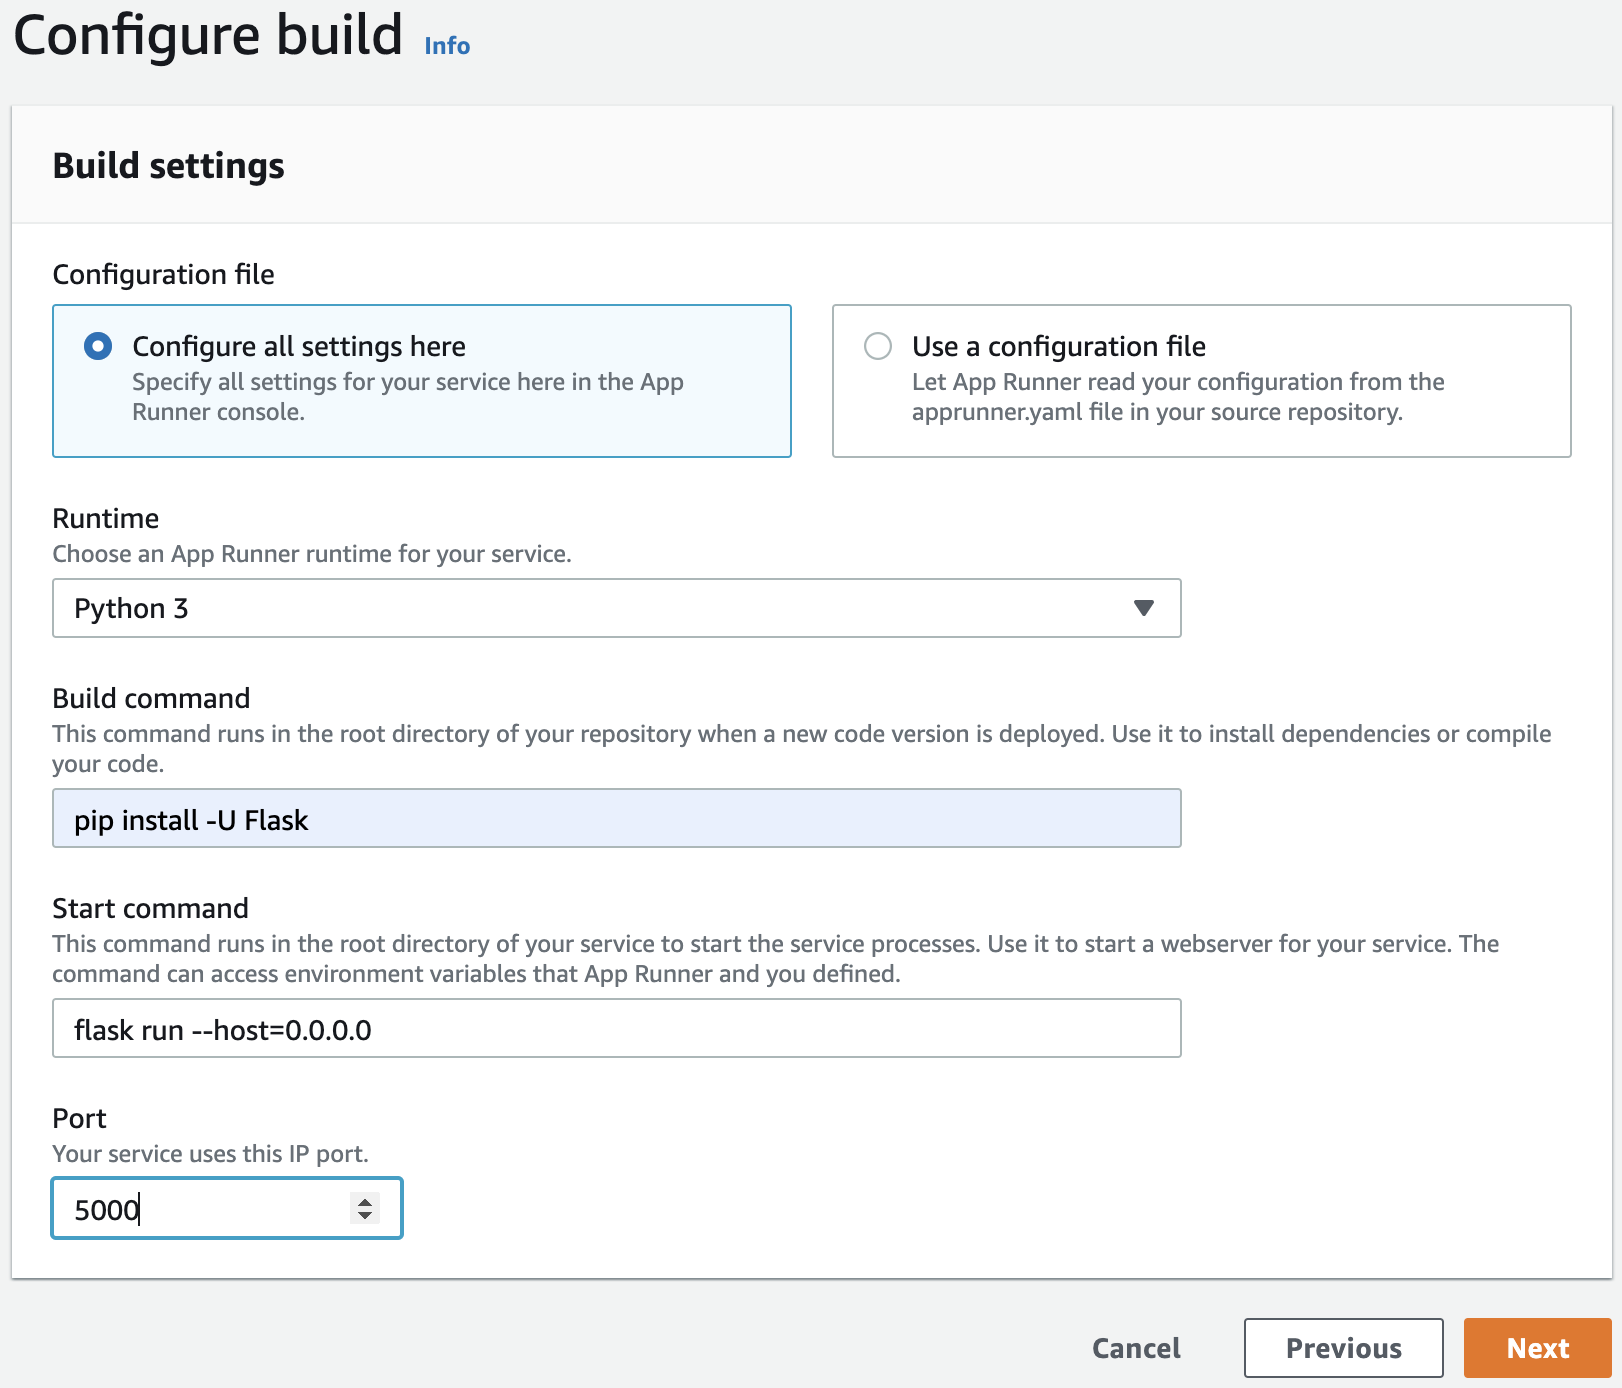 Configure build Info
Build settings
Configuration file
Configure all settings here
Specify all settings for your service here in the App
Runner console.
Use a configuration file
Let App Runner read your configuration from the
apprunner.yaml file in your source repository.
Runtime
Choose an App Runner runtime for your service.
Python 3
Build command
This command runs in the root directory of your repository when a new code version is deployed. Use it to install dependencies or compile
your code.
pip install -U Flask
Start command
This command runs in the root directory of your service to start the service processes. Use it to start a webserver for your service. The
command can access environment variables that App Runner and you defined.
flask run --host=0.0.0.0
Port
Your service uses this IP port.
5000
Cancel Previous Next